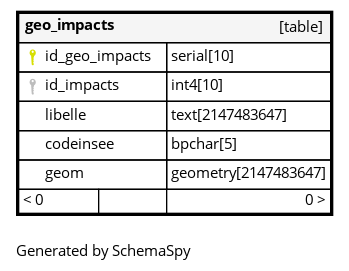 geo_impacts [table]
id_geo_impacts serial[10]
id_impacts int4[10]
libelle text[2147483647]
codeinsee bpchar[5]
geom geometry[2147483647]
< 0 0 >
Generated by SchemaSpy